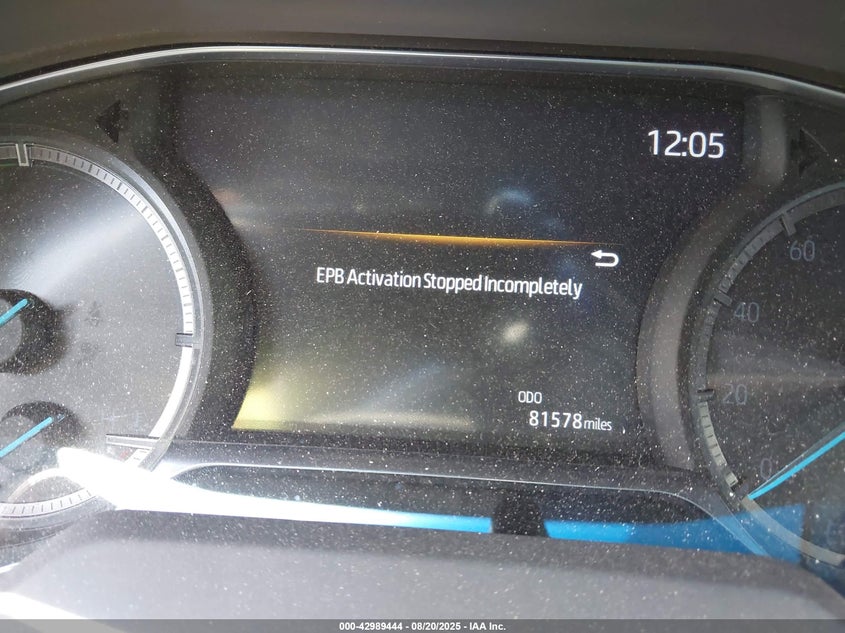 12:05
EPB Activation Stopped Incompletely
ODO
81578 miles
60
40
20
0
000-42989444 - 08/20/2025 - IAA Inc.